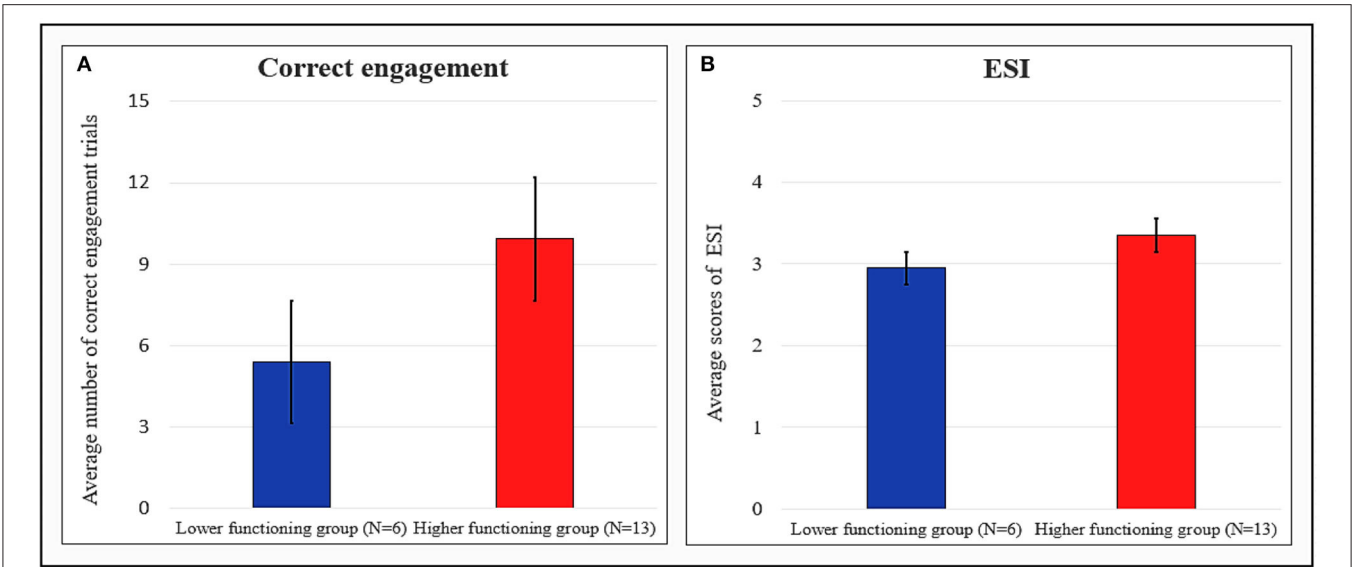 A
Correct engagement
Average number of correct engagement trials
15
12
9
6
3
0
Lower functioning group (N=6) Higher functioning group (N=13)
B
ESI
Average scores of ESI
5
4
3
2
1
0
Lower functioning group (N=6) Higher functioning group (N=13)